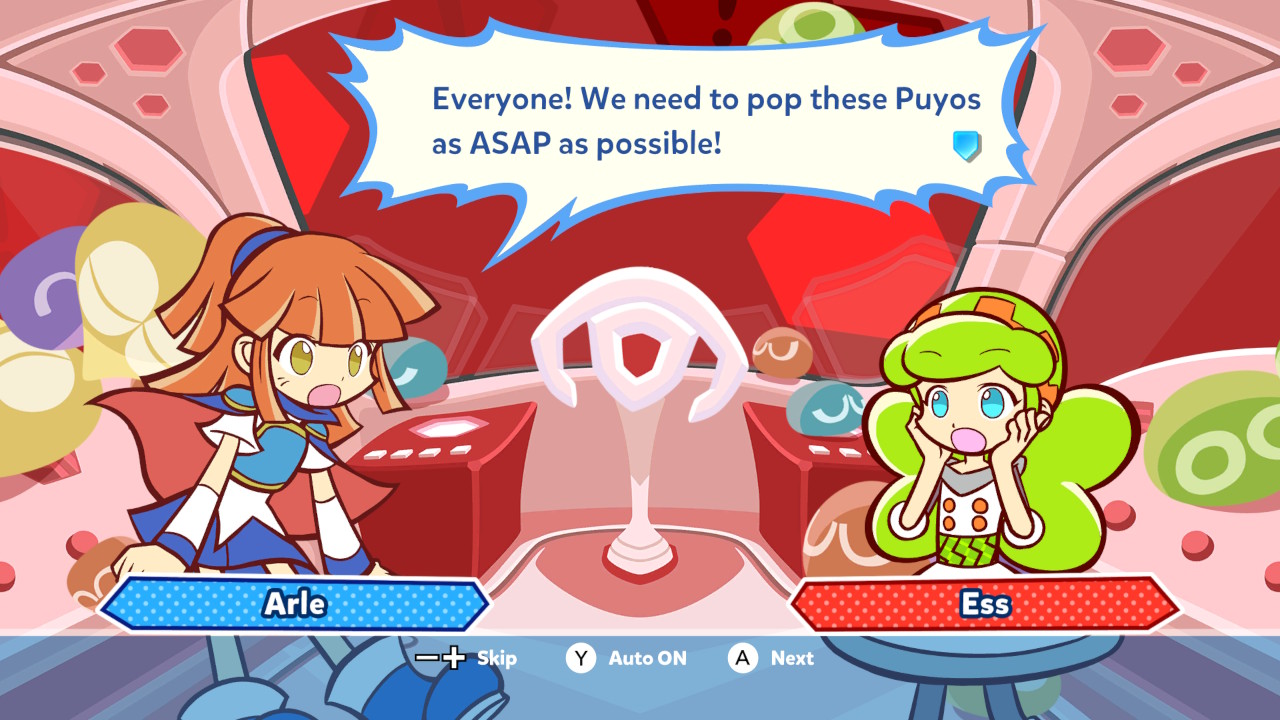 Everyone! We need to pop these Puyos
as ASAP as possible!
Arle
Ess
Skip
Y Auto ON
A Next